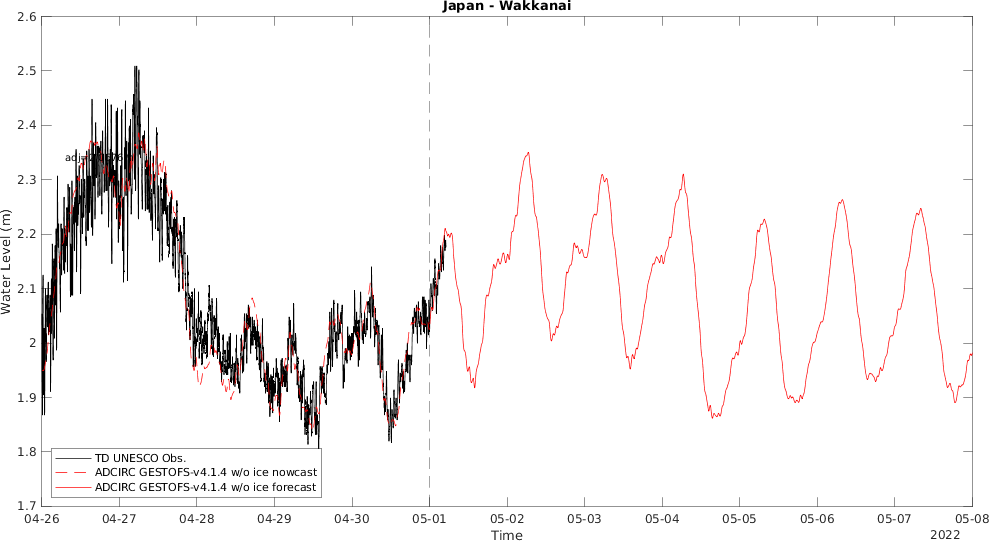 Japan - Wakkanai
2.6
2.5
2.4
2.3
2.2
2.1
2
1.9
1.8
1.7
Water Level (m)
TD UNESCO Obs.
ADCIRC GESTOFS-v4.1.4 w/o ice nowcast
ADCIRC GESTOFS-v4.1.4 w/o ice forecast
04-26 04-27 04-28 04-29 04-30 05-01 05-02 05-03 05-04 05-05 05-06 05-07 05-08
Time
2022